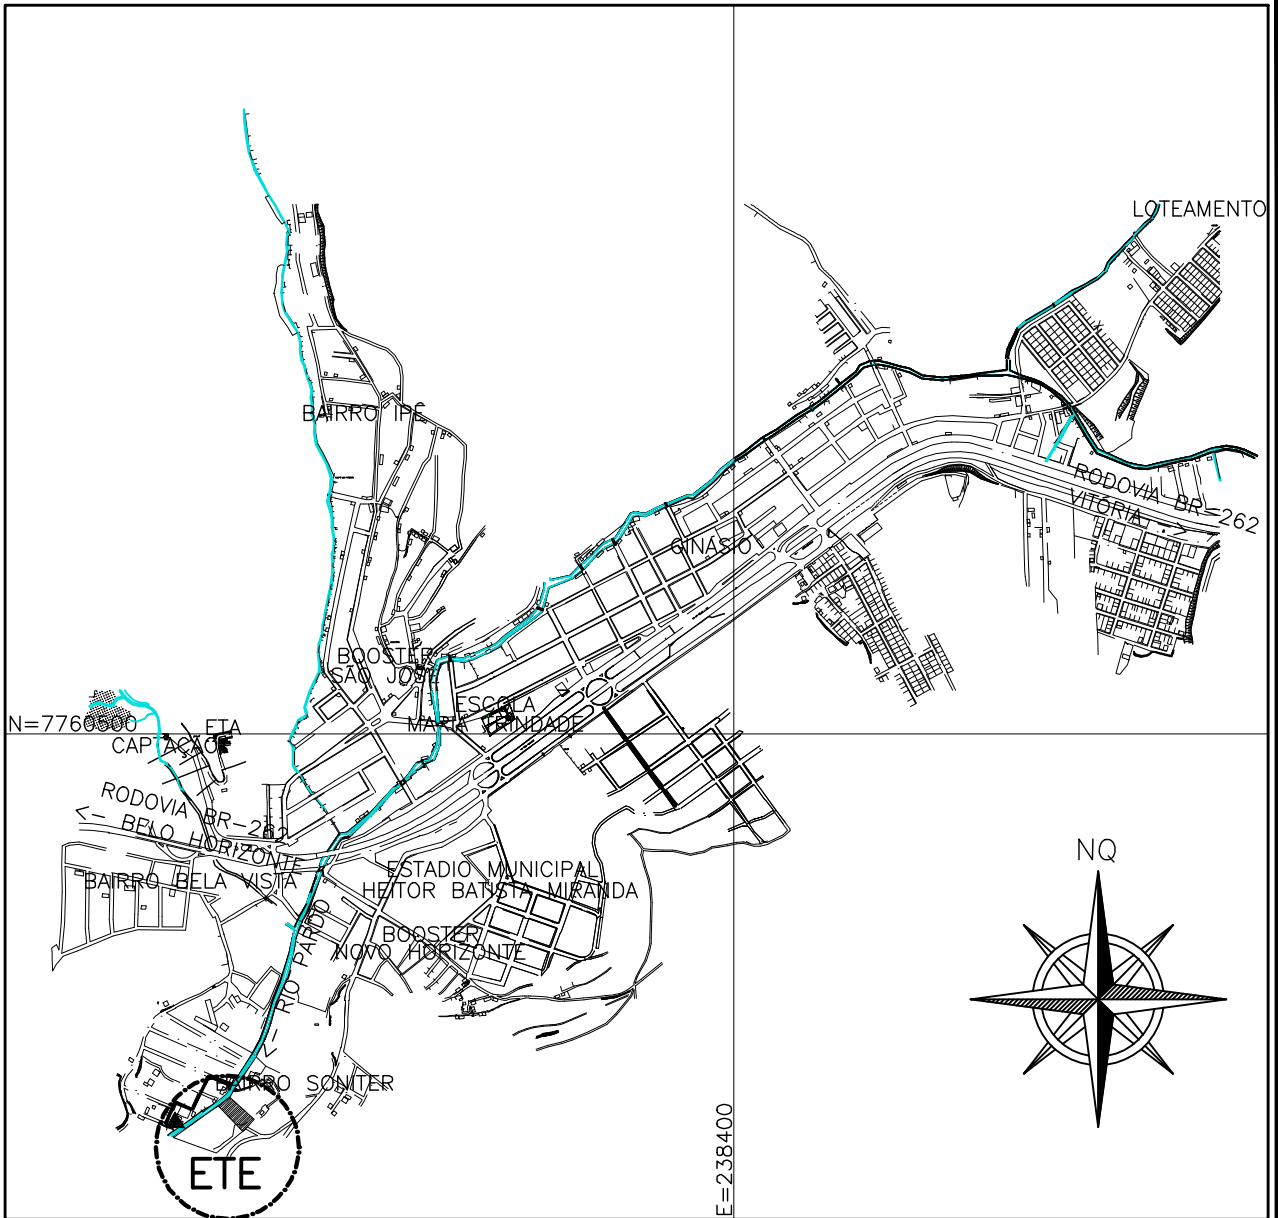 LOTEAMENTO
BAIRRO IPÊ
RODOVIA BR-262
VITÓRIA
GINÁSIO
BOOSTER
SÃO JOSÉ
ESCOLA
MARIA TRINDADE
N=7760500
ETA
CAPTAÇÃO
RODOVIA BR-262
<- BELO HORIZONTE
BAIRRO BELA VISTA
ESTADIO MUNICIPAL
HEITOR BATISTA MIRANDA
BOOSTER
NOVO HORIZONTE
<- RIO PARDO
NQ
BAIRRO SONITER
E=238400
ETE